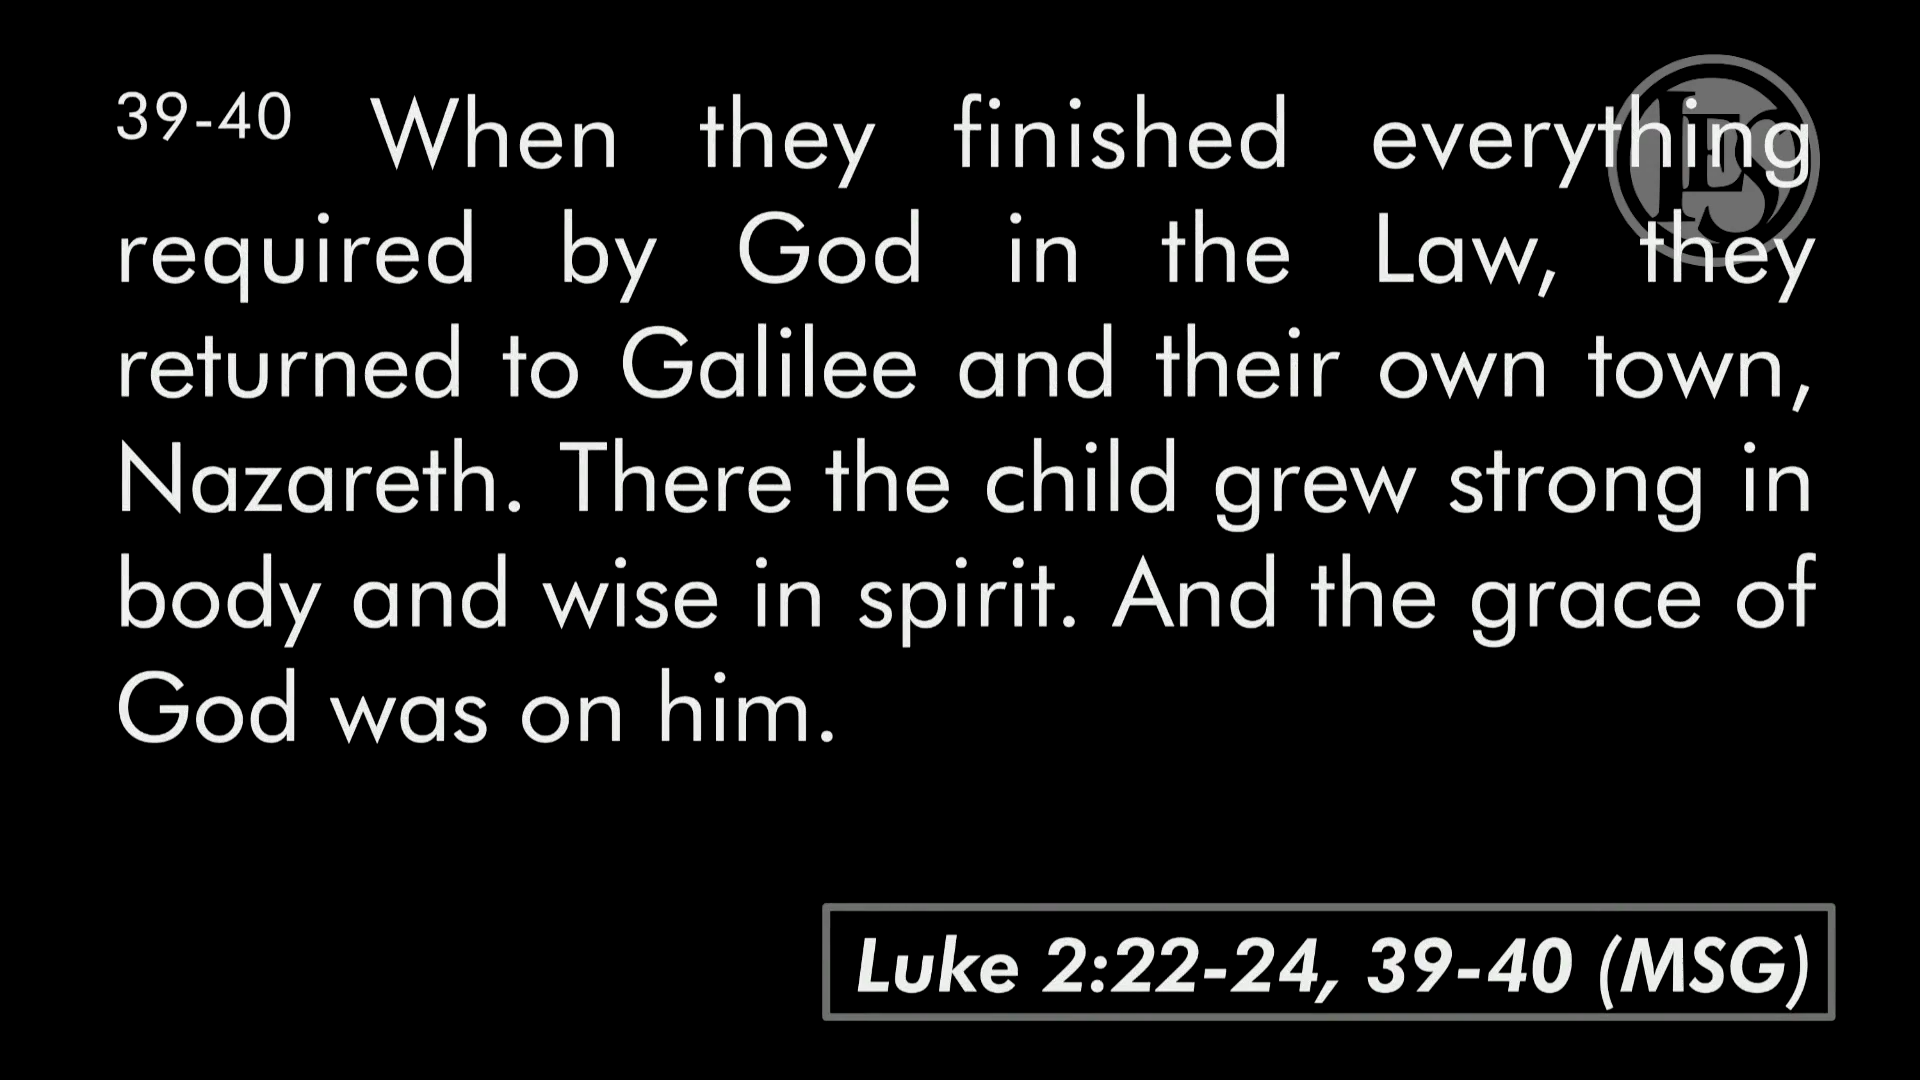 39-40 When they finished everything
required by God in the Law, they
returned to Galilee and their own town,
Nazareth. There the child grew strong in
body and wise in spirit. And the grace of
God was on him.
Luke 2:22-24, 39-40 (MSG)